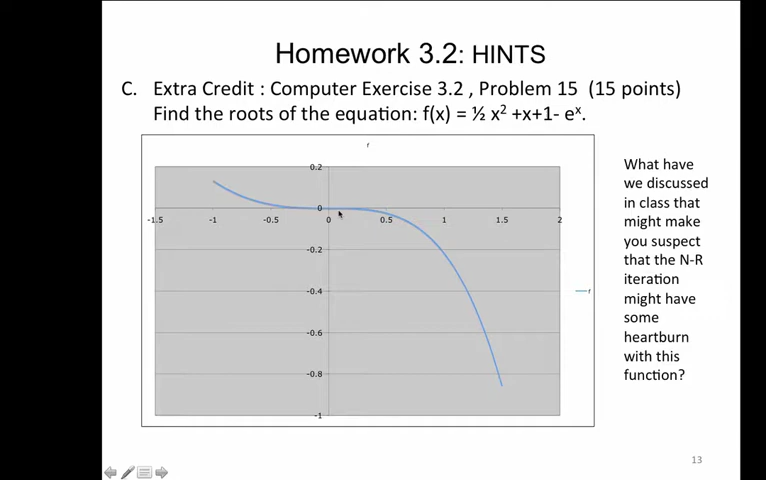 Homework 3.2: HINTS
C. Extra Credit : Computer Exercise 3.2 , Problem 15 (15 points)
Find the roots of the equation: f(x) = ½ x² +x+1- eˣ.
f
0.2
0
-0.2
-0.4
-0.6
-0.8
-1
-1.5 -1 -0.5 0 0.5 1 1.5 2
f
What have
we discussed
in class that
might make
you suspect
that the N-R
iteration
might have
some
heartburn
with this
function?
13